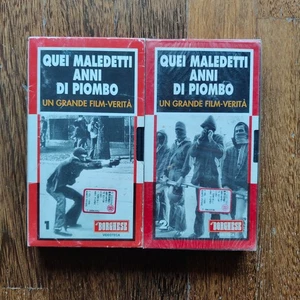 QUEI MALEDETTI
ANNI
DI PIOMBO
UN GRANDE FILM-VERITÀ
1
IL BORGHESE
QUEI MALEDETTI
ANNI
DI PIOMBO
UN GRANDE FILM-VERITÀ
IL BORGHESE